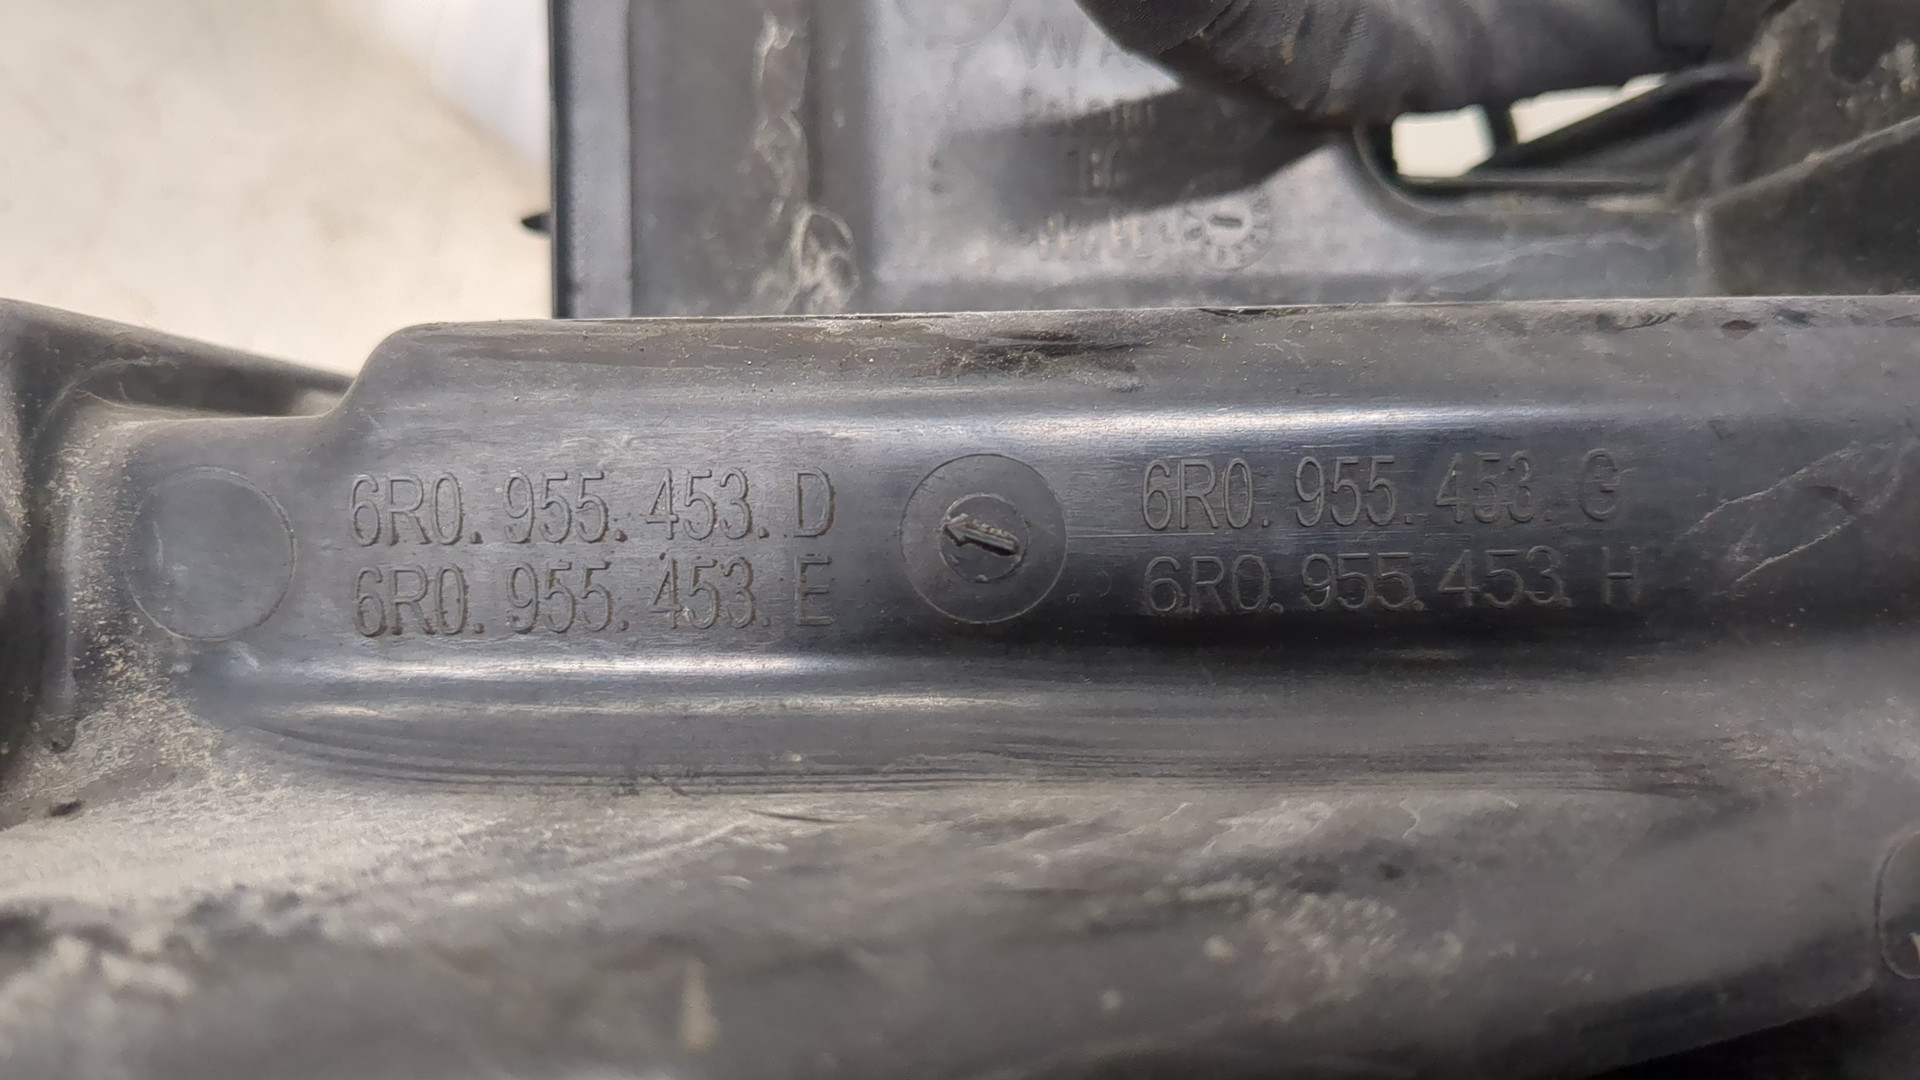 6R0. 955. 453. D
6R0. 955. 453. E
6R0. 955. 453. G
6R0. 955. 453. H